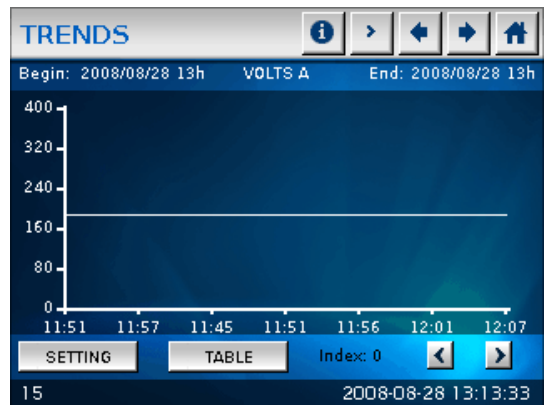 TRENDS
Begin: 2008/08/28 13h VOLTS A End: 2008/08/28 13h
400
320
240
160
80
0
11:51 11:57 11:45 11:51 11:56 12:01 12:07
SETTING TABLE Index: 0
15 2008-08-28 13:13:33